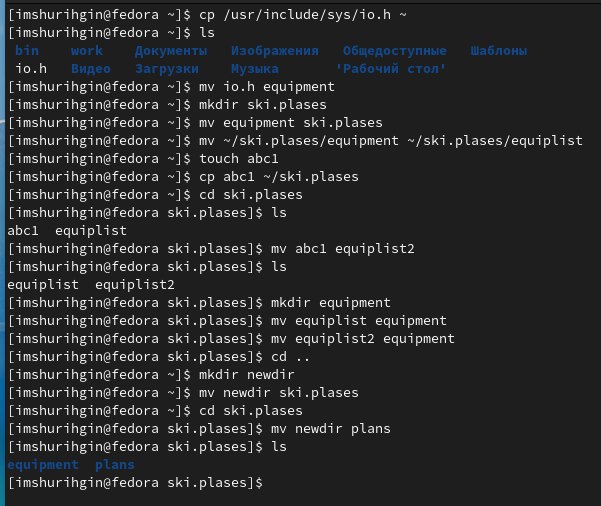 [imshurihgin@fedora ~]$ cp /usr/include/sys/io.h ~
[imshurihgin@fedora ~]$ ls
bin work Документы Изображения Общедоступные Шаблоны
io.h Видео Загрузки Музыка 'Рабочий стол'
[imshurihgin@fedora ~]$ mv io.h equipment
[imshurihgin@fedora ~]$ mkdir ski.plases
[imshurihgin@fedora ~]$ mv equipment ski.plases
[imshurihgin@fedora ~]$ mv ~/ski.plases/equipment ~/ski.plases/equiplist
[imshurihgin@fedora ~]$ touch abc1
[imshurihgin@fedora ~]$ cp abc1 ~/ski.plases
[imshurihgin@fedora ~]$ cd ski.plases
[imshurihgin@fedora ski.plases]$ ls
abc1 equiplist
[imshurihgin@fedora ski.plases]$ mv abc1 equiplist2
[imshurihgin@fedora ski.plases]$ ls
equiplist equiplist2
[imshurihgin@fedora ski.plases]$ mkdir equipment
[imshurihgin@fedora ski.plases]$ mv equiplist equipment
[imshurihgin@fedora ski.plases]$ mv equiplist2 equipment
[imshurihgin@fedora ski.plases]$ cd ..
[imshurihgin@fedora ~]$ mkdir newdir
[imshurihgin@fedora ~]$ mv newdir ski.plases
[imshurihgin@fedora ~]$ cd ski.plases
[imshurihgin@fedora ski.plases]$ mv newdir plans
[imshurihgin@fedora ski.plases]$ ls
equipment plans
[imshurihgin@fedora ski.plases]$